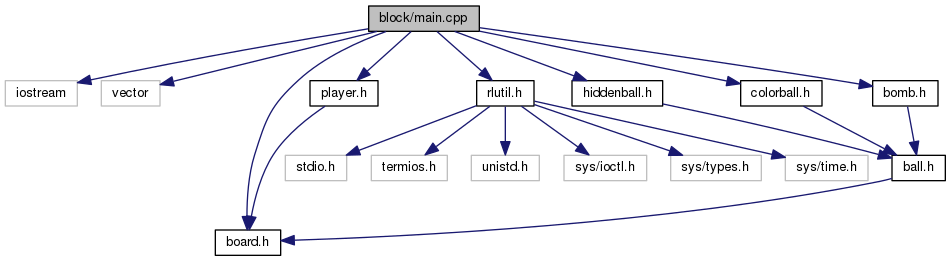 block/main.cpp
iostream
vector
player.h
rlutil.h
hiddenball.h
colorball.h
bomb.h
stdio.h
termios.h
unistd.h
sys/ioctl.h
sys/types.h
sys/time.h
ball.h
board.h